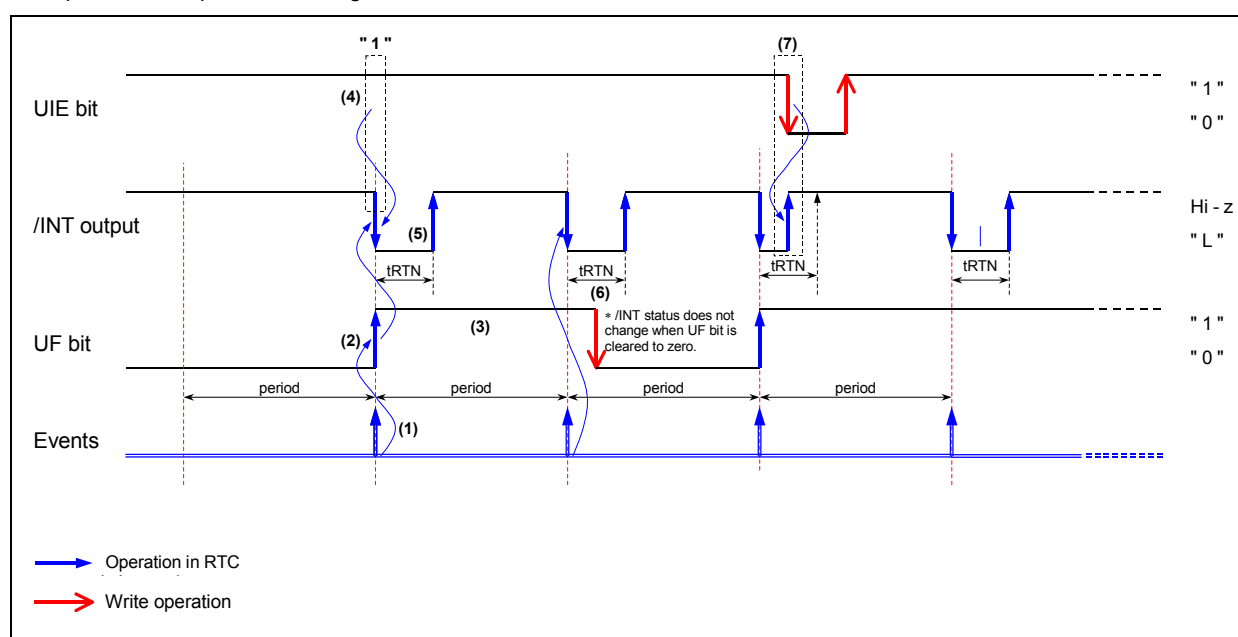 " 1 "
(7)
UIE bit
(4)
" 1 "
" 0 "
/INT output
(5)
Hi - z
" L "
tRTN
tRTN
tRTN
tRTN
(6)
UF bit
(2)
(3)
* /INT status does not
change when UF bit is
cleared to zero.
" 1 "
" 0 "
period
period
period
period
Events
(1)
Operation in RTC
Write operation